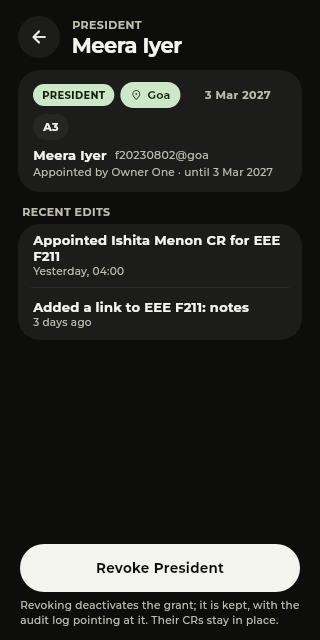 PRESIDENT
Meera Iyer
PRESIDENT Goa 3 Mar 2027
A3
Meera Iyer f20230802@goa
Appointed by Owner One · until 3 Mar 2027
RECENT EDITS
Appointed Ishita Menon CR for EEE
F211
Yesterday, 04:00
Added a link to EEE F211: notes
3 days ago
Revoke President
Revoking deactivates the grant; it is kept, with the
audit log pointing at it. Their CRs stay in place.